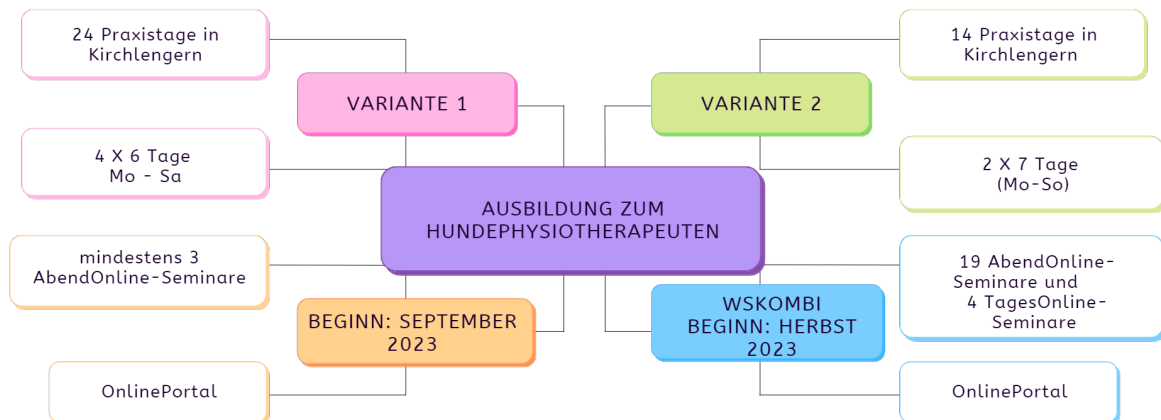 24 Praxistage in
Kirchlengern
VARIANTE 1
4 X 6 Tage
Mo - Sa
14 Praxistage in
Kirchlengern
VARIANTE 2
2 X 7 Tage
(Mo-So)
AUSBILDUNG ZUM
HUNDEPHYSIOTHERAPEUTEN
mindestens 3
AbendOnline-Seminare
BEGINN: SEPTEMBER
2023
OnlinePortal
19 AbendOnline-
Seminare und
4 TagesOnline-
Seminare
WSKOMBI
BEGINN: HERBST
2023
OnlinePortal